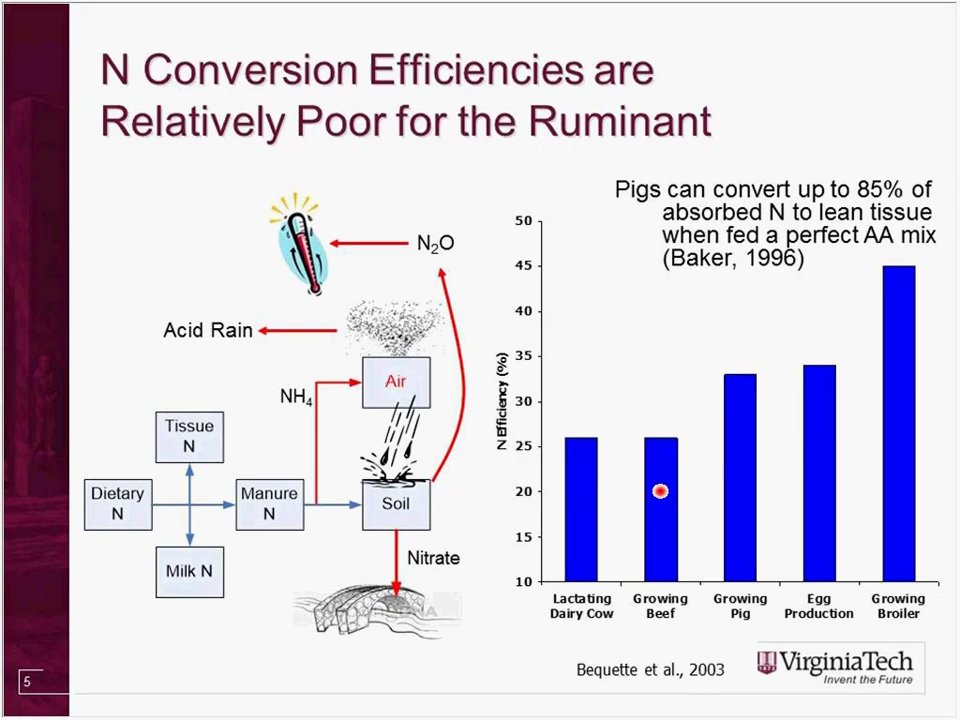 N Conversion Efficiencies are
Relatively Poor for the Ruminant
Pigs can convert up to 85% of
absorbed N to lean tissue
when fed a perfect AA mix
(Baker, 1996)
N₂O
Acid Rain
Air
NH₄
Tissue
N
Dietary
N
Manure
N
Soil
Milk N
Nitrate
N Efficiency (%)
50
45
40
35
30
25
20
15
10
Lactating
Dairy Cow
Growing
Beef
Growing
Pig
Egg
Production
Growing
Broiler
Bequette et al., 2003
VirginiaTech
Invent the Future
5